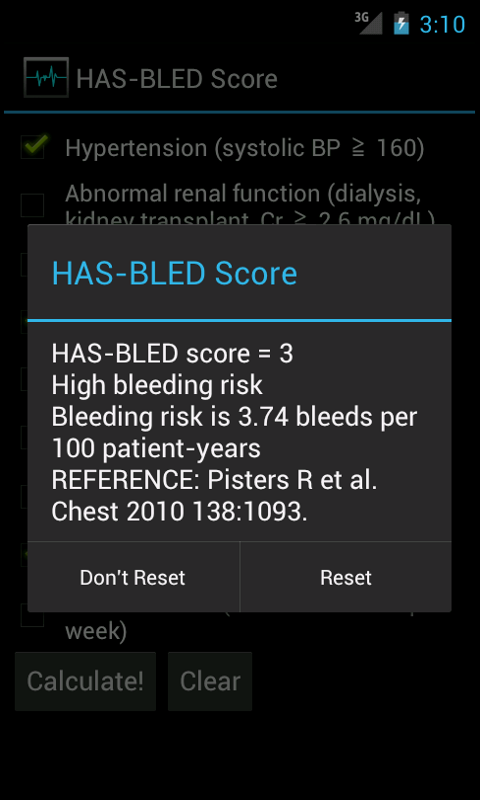 3G 3:10
HAS-BLED Score
Hypertension (systolic BP ≧ 160)
Abnormal renal function (dialysis,
kidney transplant, Cr ≧ 2.6 mg/dL)
HAS-BLED Score
HAS-BLED score = 3
High bleeding risk
Bleeding risk is 3.74 bleeds per
100 patient-years
REFERENCE: Pisters R et al.
Chest 2010 138:1093.
Don't Reset Reset
week)
Calculate! Clear